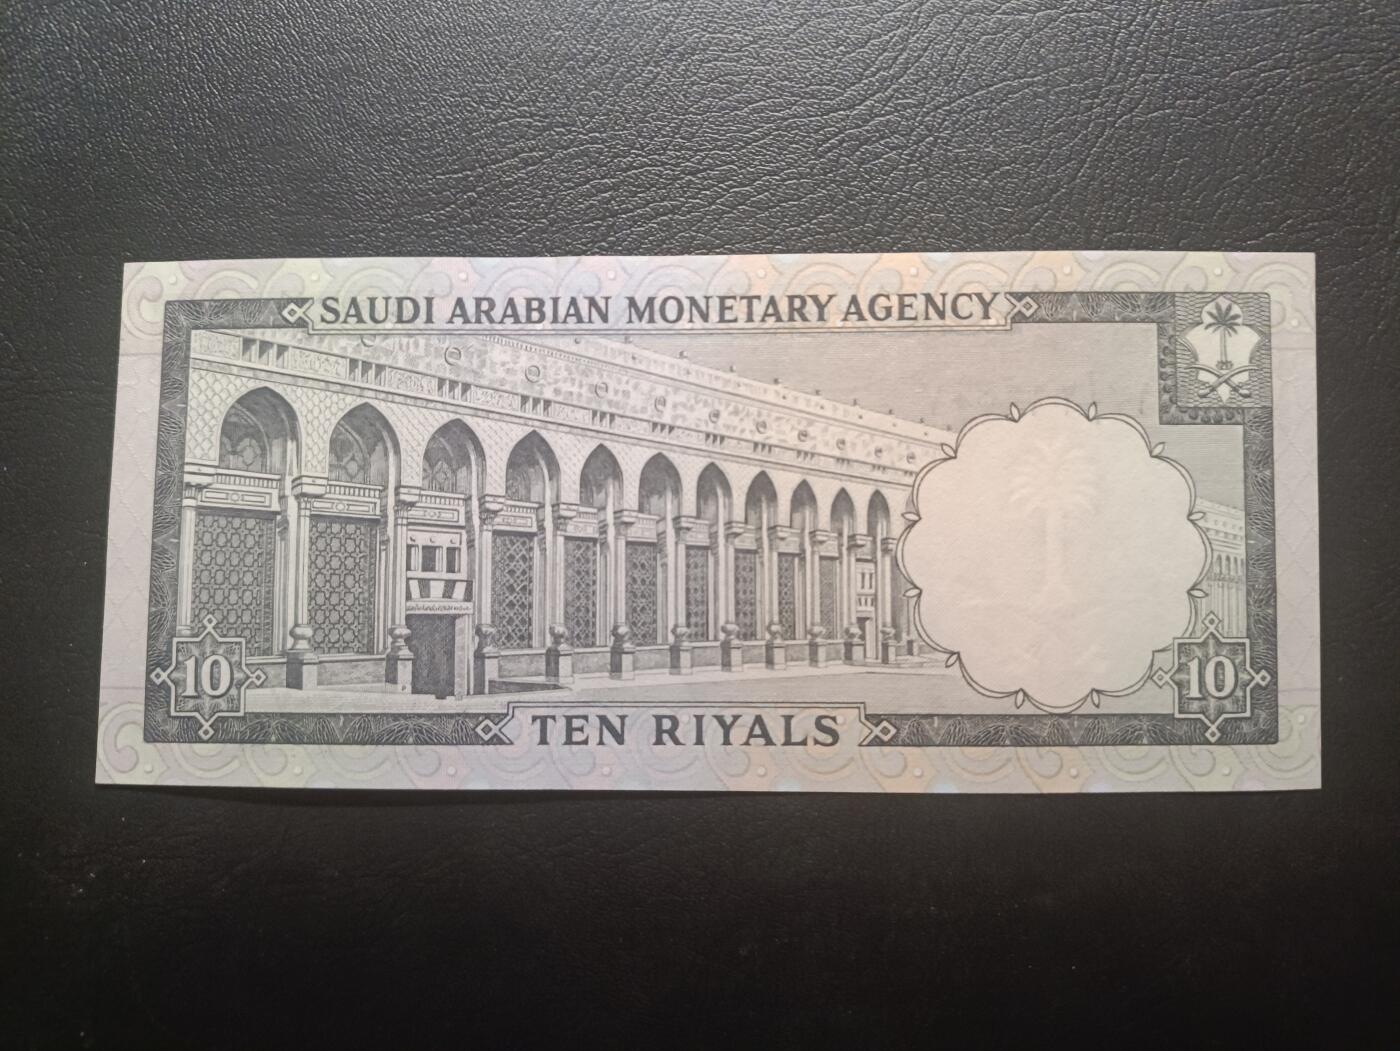 SAUDI ARABIAN MONETARY AGENCY
10
10
TEN RIYALS